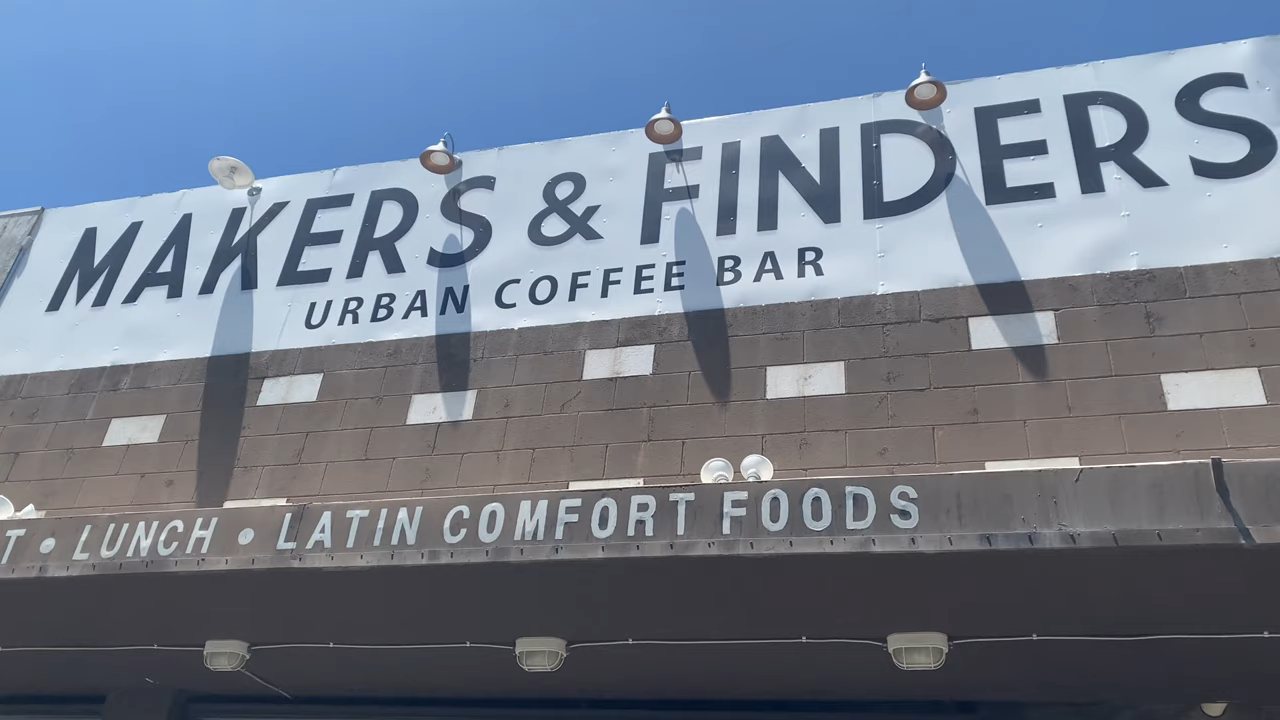 MAKERS & FINDERS
URBAN COFFEE BAR
T • LUNCH • LATIN COMFORT FOODS